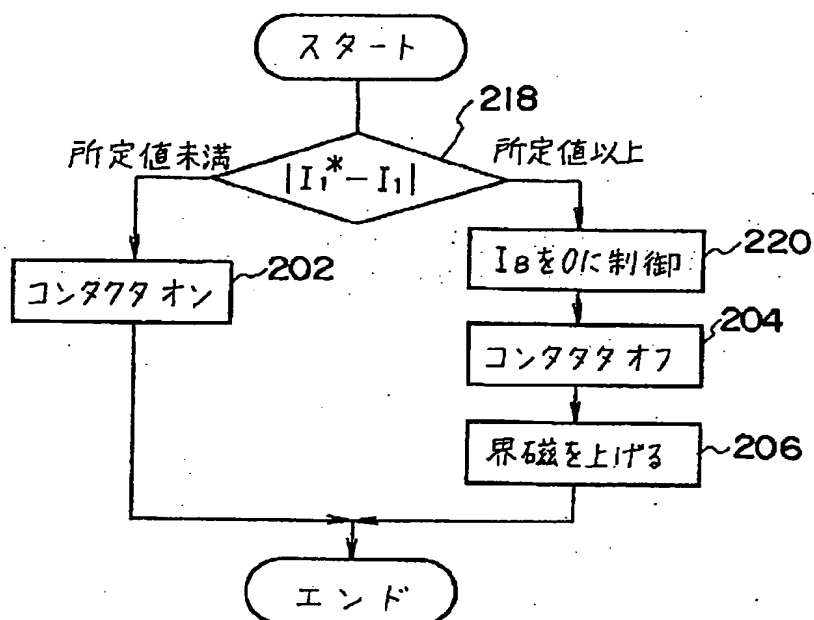 スタート
218
所定値未満
|I₁*－I₁|
所定値以上
コンタクタオン
202
IBを0に制御
220
コンタタタオフ
204
界磁を上げる
206
エンド